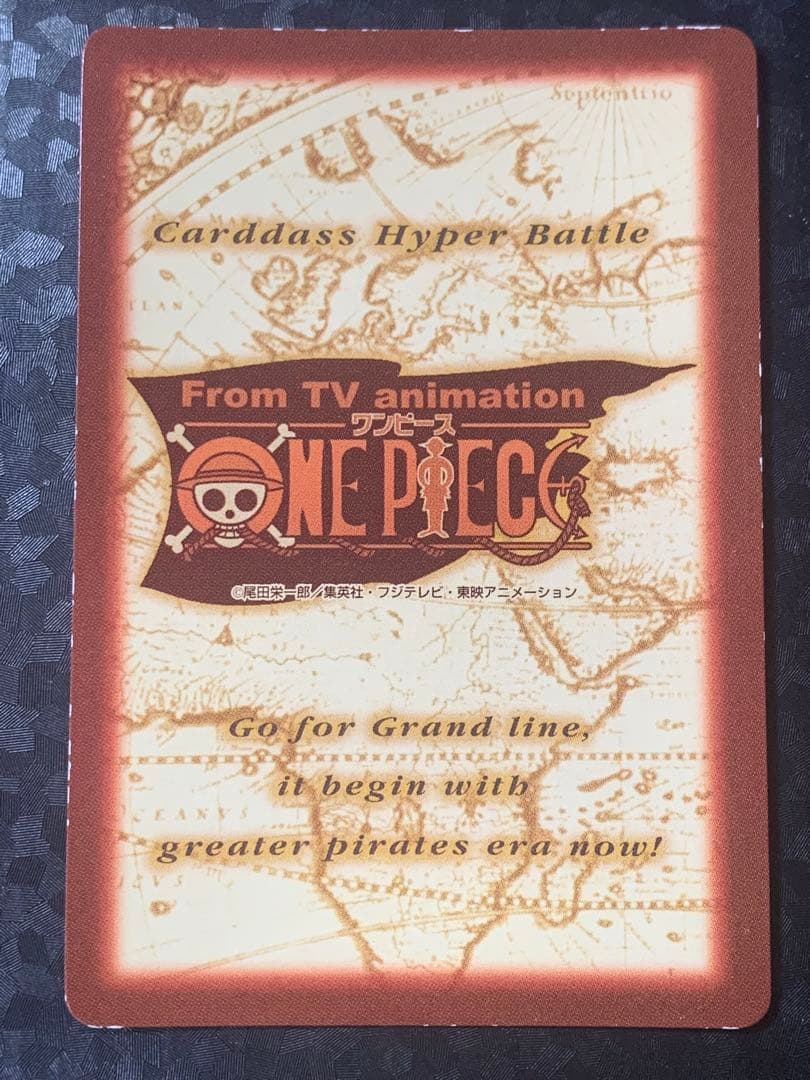 Septentrio
Carddass Hyper Battle
From TV animation
ワンピース
ONE PIECE
©尾田栄一郎/集英社・フジテレビ・東映アニメーション
Go for Grand line,
it begin with
OCEANVS
greater pirates era now!